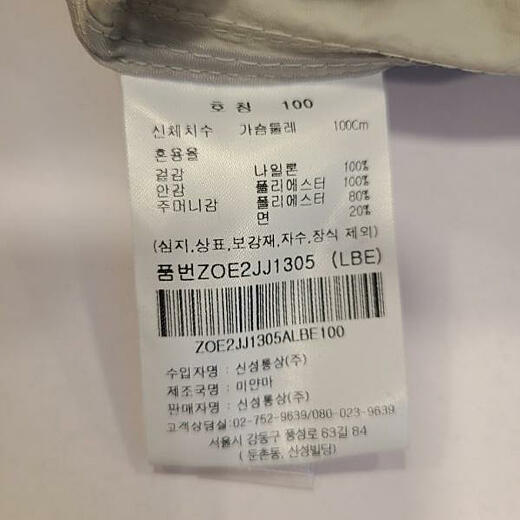 호 칭 100
신체치수 가슴둘레 100Cm
혼용율
겉감 나일론 100%
안감 폴리에스터 100%
주머니감 폴리에스터 80%
면 20%
(심지,상표,보강재,자수,장식 제외)
품번ZOE2JJ1305 (LBE)
ZOE2JJ1305ALBE100
수입자명 : 신성통상(주)
제조국명 : 미얀마
판매자명 : 신성통상(주)
고객상담실:02-752-9639/080-023-9639
서울시 강동구 풍성로 63길 84
( 둔촌동, 신성빌딩)